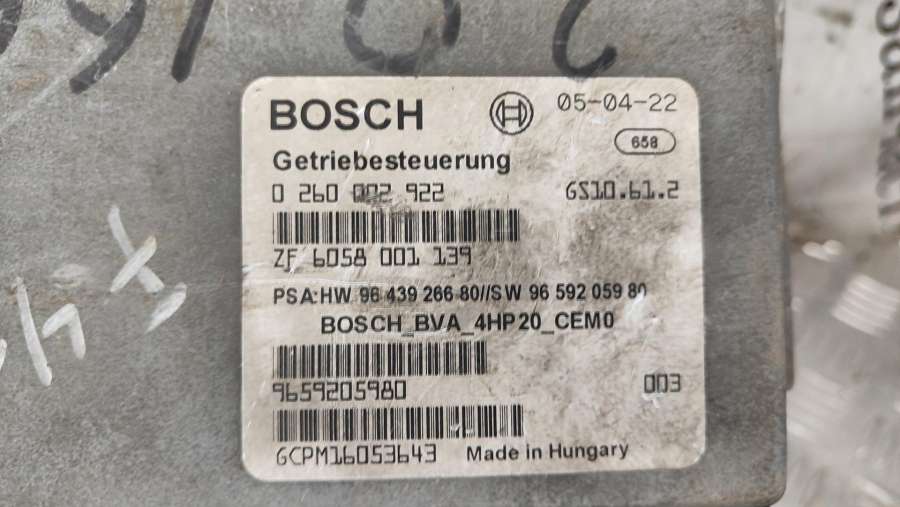 BOSCH
05-04-22
658
Getriebesteuerung
0 260 002 922 GS10.61.2
ZF 6058 001 139
PSA:HW 96 439 266 80//SW 96 592 059 80
BOSCH_BVA_4HP20_CEM0
9659205980 003
GCPM16053643 Made in Hungary